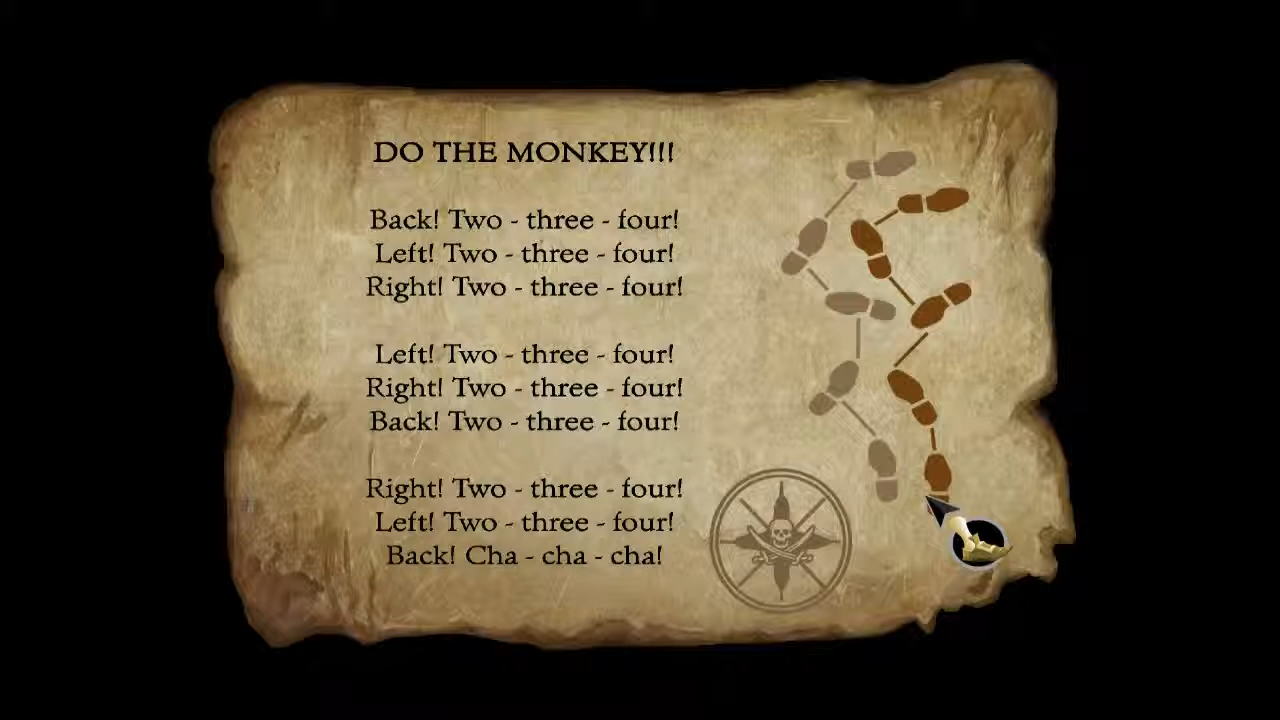 DO THE MONKEY!!!
Back! Two - three - four!
Left! Two - three - four!
Right! Two - three - four!
Left! Two - three - four!
Right! Two - three - four!
Back! Two - three - four!
Right! Two - three - four!
Left! Two - three - four!
Back! Cha - cha - cha!